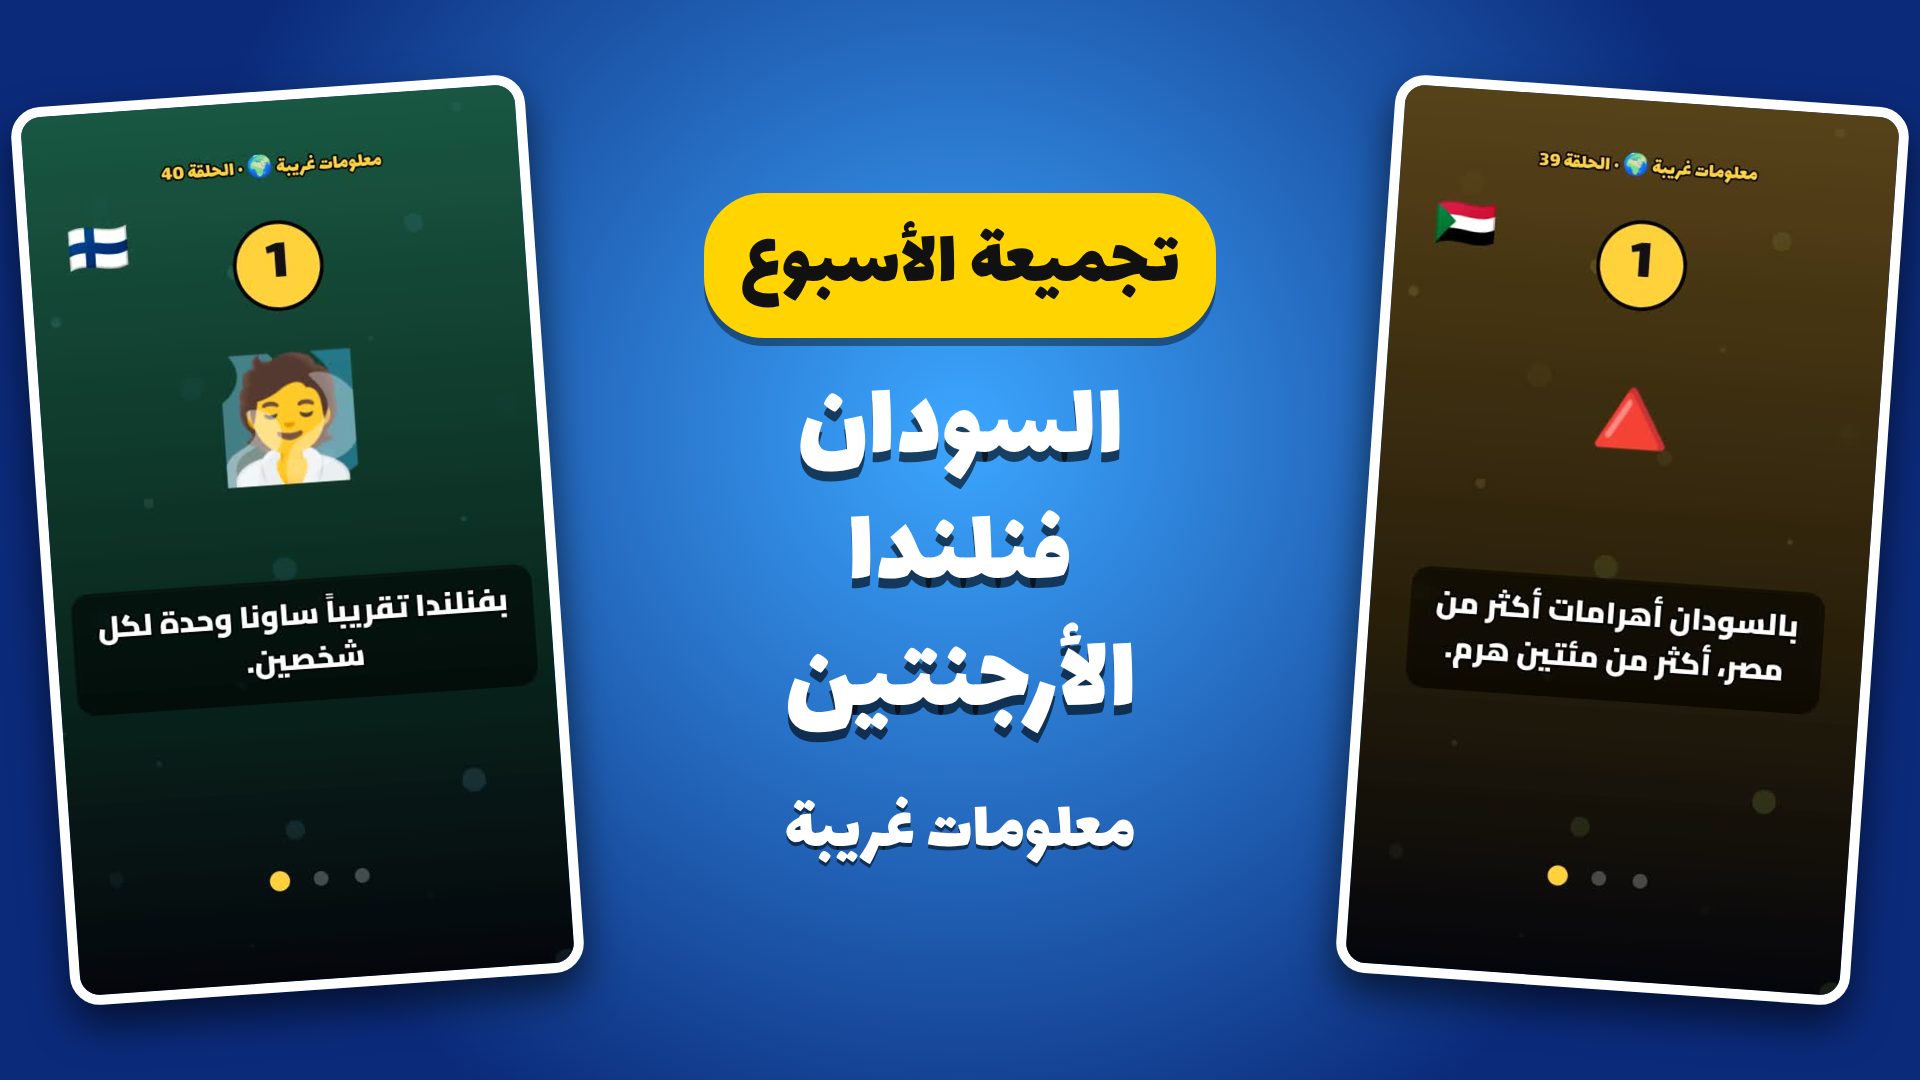 تجميعة الأسبوع
السودان
فنلندا
الأرجنتين
معلومات غريبة
معلومات غريبة 🌍 · الحلقة 39
1
بالسودان أهرامات أكثر من
مصر، أكثر من مئتين هرم.
معلومات غريبة 🌍 · الحلقة 40
1
بفنلندا تقريباً ساونا وحدة لكل
شخصين.